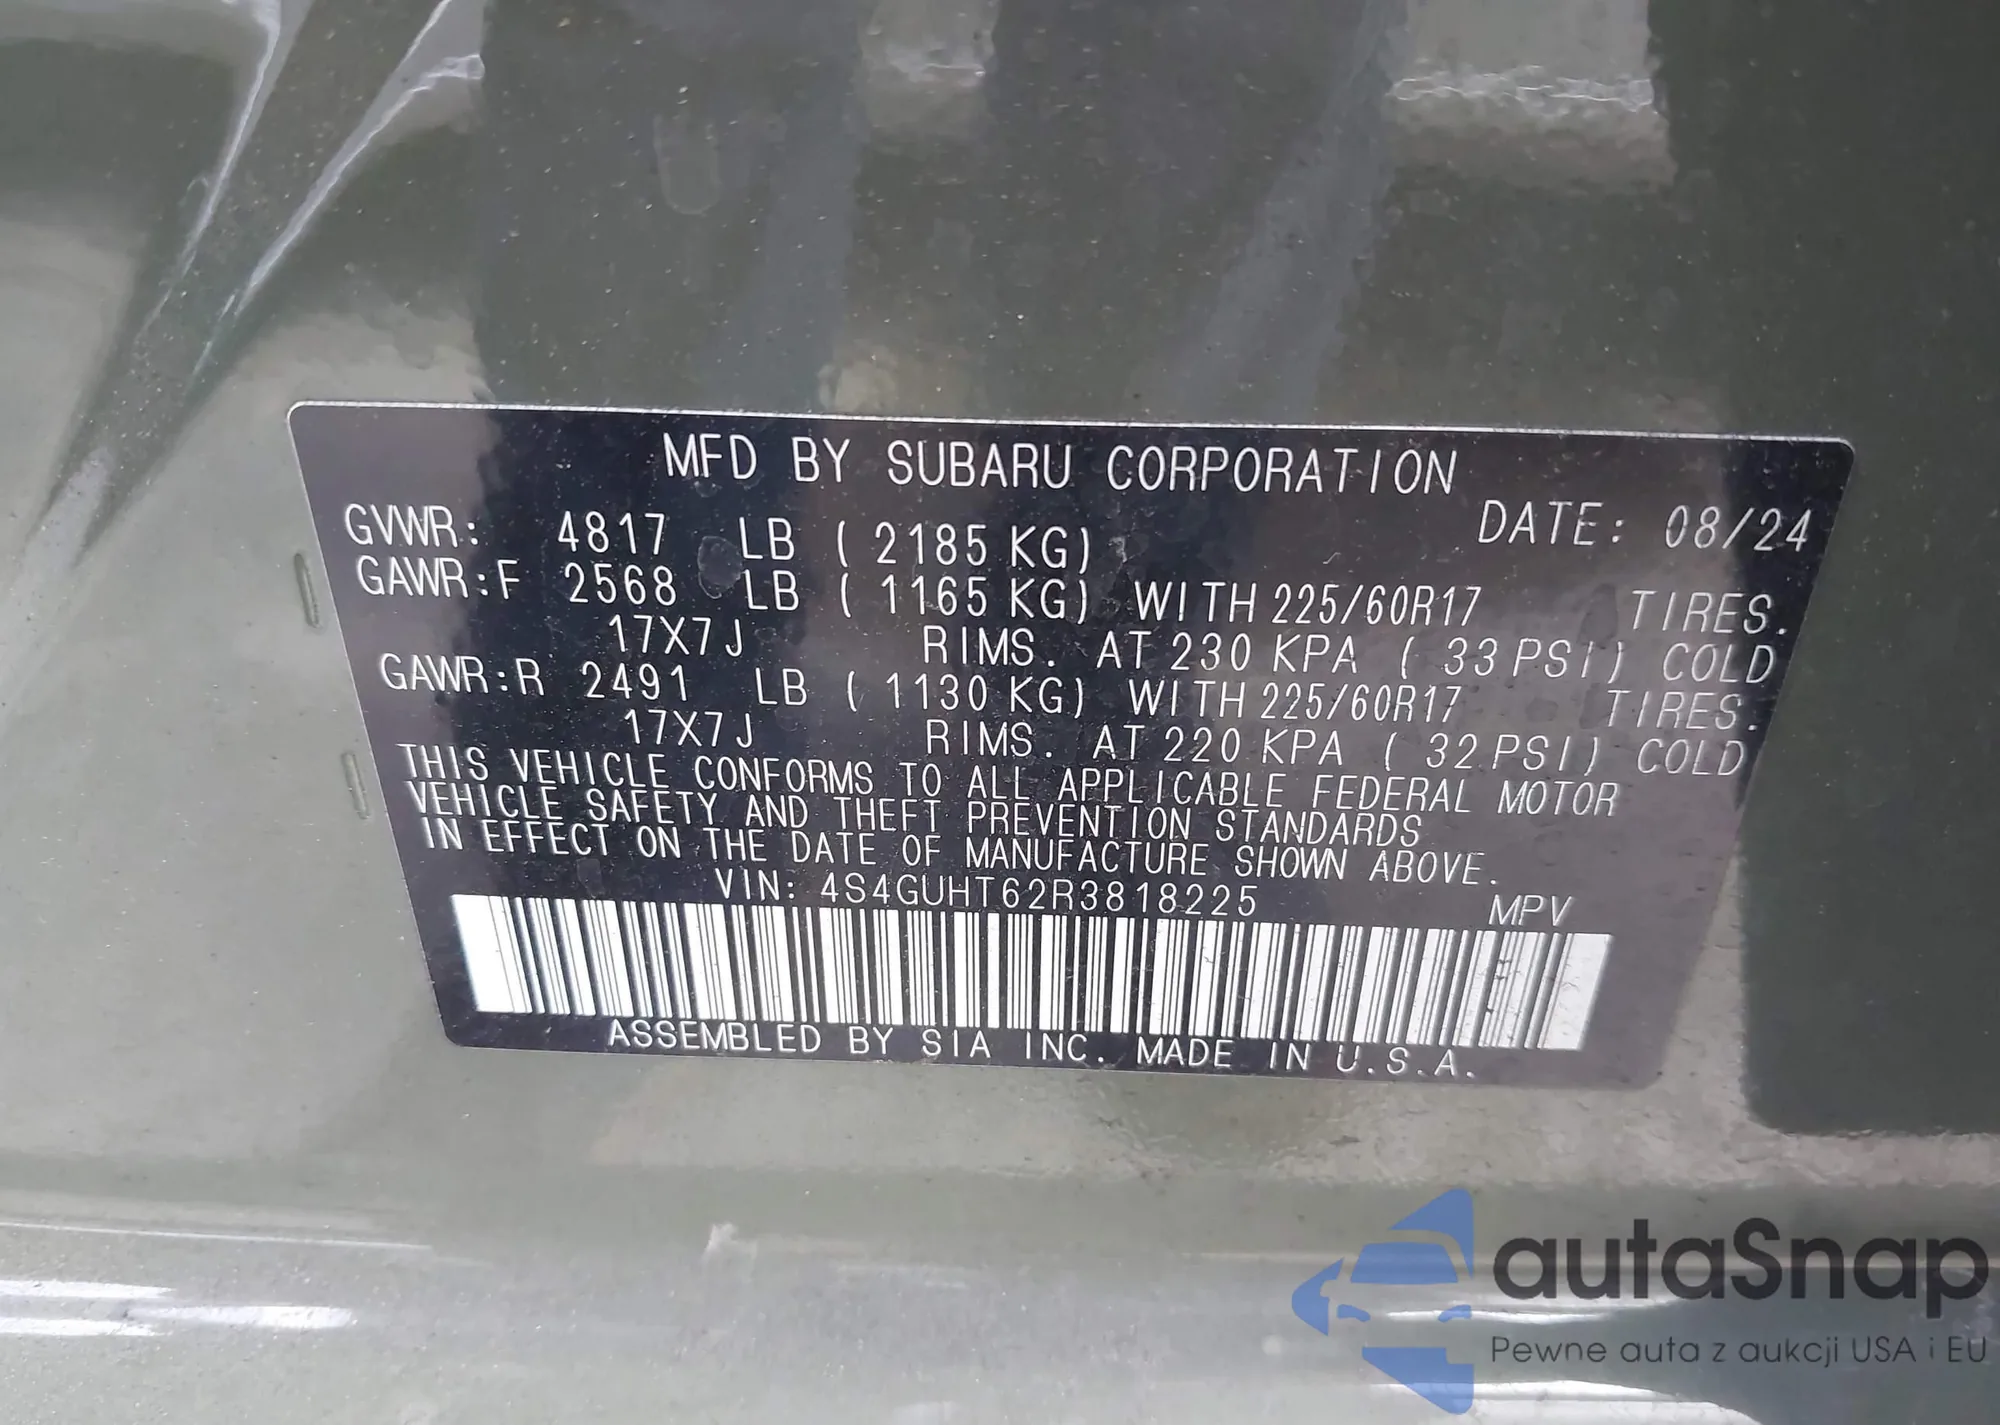 MFD BY SUBARU CORPORATION
DATE: 08/24
GVWR: 4817 LB ( 2185 KG)
GAWR:F 2568 LB ( 1165 KG) WITH 225/60R17 TIRES.
17X7J RIMS. AT 230 KPA ( 33 PSI) COLD
GAWR:R 2491 LB ( 1130 KG) WITH 225/60R17 TIRES.
17X7J RIMS. AT 220 KPA ( 32 PSI) COLD
THIS VEHICLE CONFORMS TO ALL APPLICABLE FEDERAL MOTOR
VEHICLE SAFETY AND THEFT PREVENTION STANDARDS
IN EFFECT ON THE DATE OF MANUFACTURE SHOWN ABOVE.
VIN: 4S4GUHT62R3818225 MPV
ASSEMBLED BY SIA INC. MADE IN U.S.A.
autaSnap
Pewne auta z aukcji USA i EU